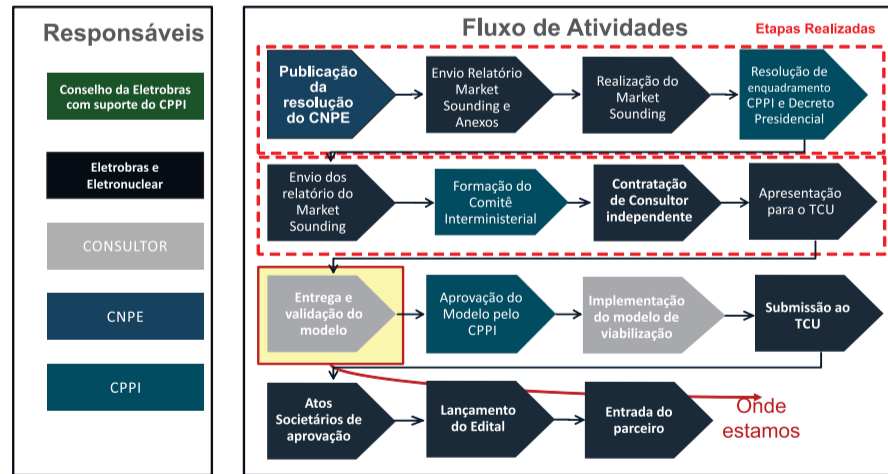 Responsáveis
Conselho da Eletrobras
com suporte do CPPI
Eletrobras e
Eletronuclear
CONSULTOR
CNPE
CPPI
Fluxo de Atividades
Etapas Realizadas
Publicação
da
resolução
do CNPE
Envio Relatório
Market
Sounding e
Anexos
Realização do
Market
Sounding
Resolução de
enquadramento
CPPI e Decreto
Presidencial
Envio dos
relatório do
Market
Sounding
Formação do
Comitê
Interministerial
Contratação
de Consultor
independente
Apresentação
para o TCU
Entrega e
validação do
modelo
Aprovação do
Modelo pelo
CPPI
Implementação
do modelo de
viabilização
Submissão ao
TCU
Atos
Societários de
aprovação
Lançamento
do Edital
Entrada do
parceiro
Onde
estamos